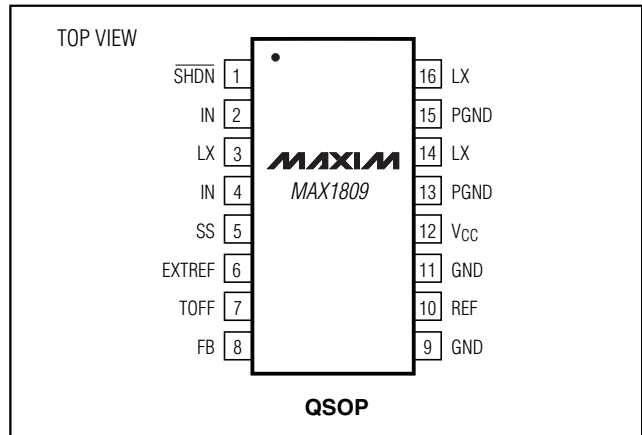 TOP VIEW
SHDN 1
IN 2
LX 3
IN 4
SS 5
EXTREF 6
TOFF 7
FB 8
MAXIM
MAX1809
16 LX
15 PGND
14 LX
13 PGND
12 VCC
11 GND
10 REF
9 GND
QSOP